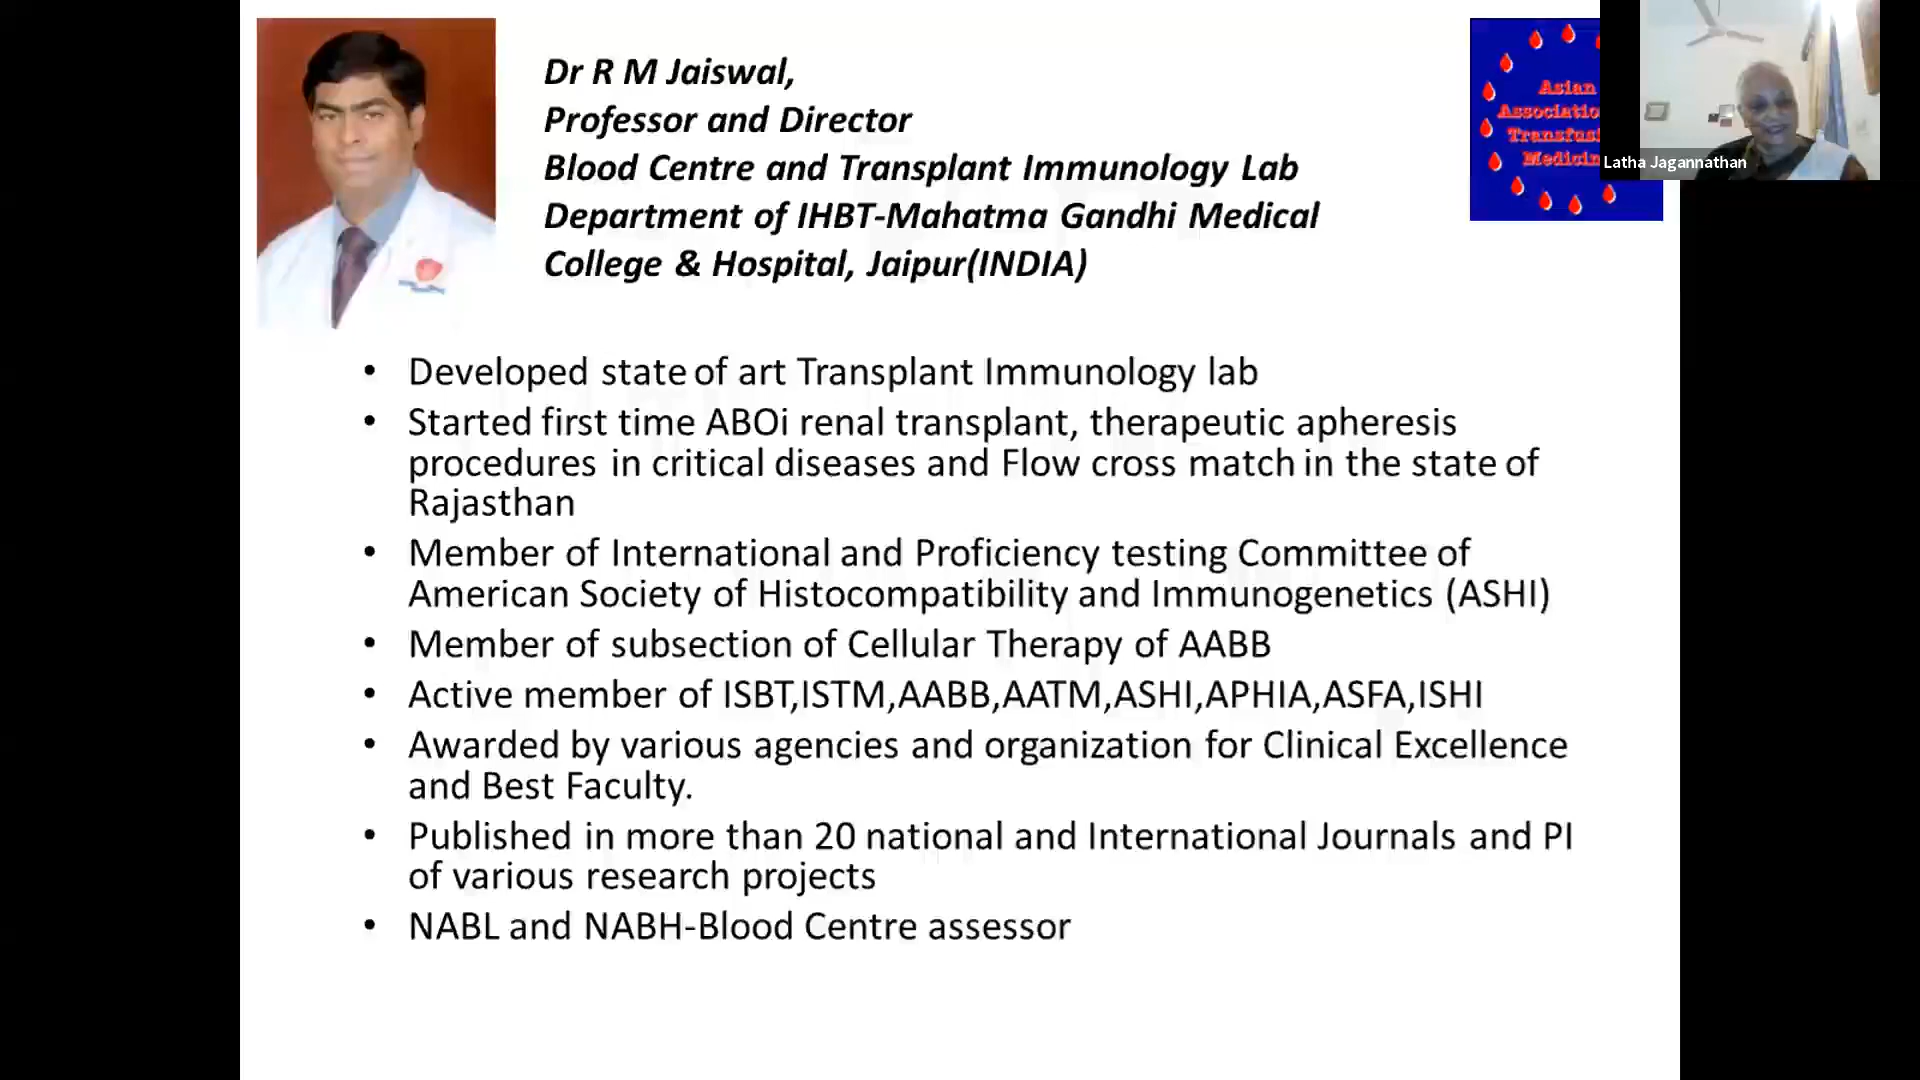 Dr R M Jaiswal,
Professor and Director
Blood Centre and Transplant Immunology Lab
Department of IHBT-Mahatma Gandhi Medical
College & Hospital, Jaipur(INDIA)
Asian
Associatio
Transfus
Medicin
Latha Jagannathan
• Developed state of art Transplant Immunology lab
• Started first time ABOi renal transplant, therapeutic apheresis
procedures in critical diseases and Flow cross match in the state of
Rajasthan
• Member of International and Proficiency testing Committee of
American Society of Histocompatibility and Immunogenetics (ASHI)
• Member of subsection of Cellular Therapy of AABB
• Active member of ISBT,ISTM,AABB,AATM,ASHI,APHIA,ASFA,ISHI
• Awarded by various agencies and organization for Clinical Excellence
and Best Faculty.
• Published in more than 20 national and International Journals and PI
of various research projects
• NABL and NABH-Blood Centre assessor